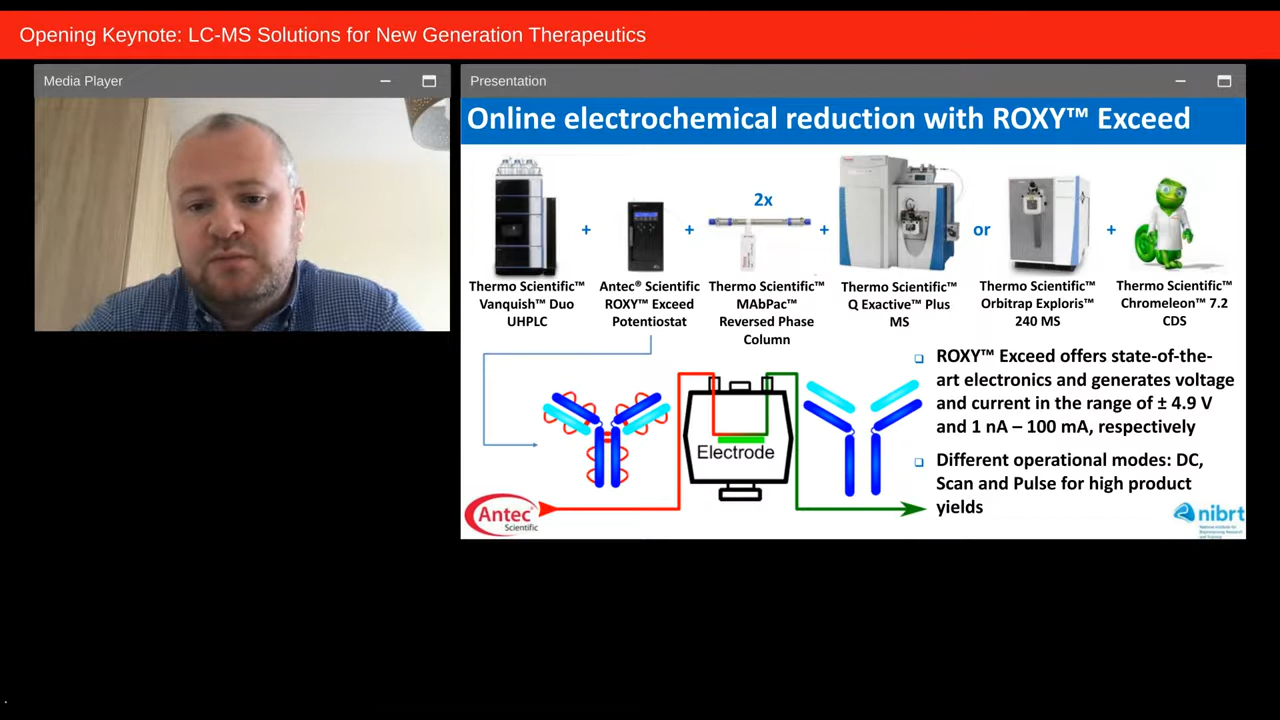 Opening Keynote: LC-MS Solutions for New Generation Therapeutics
Media Player
Presentation
Online electrochemical reduction with ROXY™ Exceed
2x
+
+
+
or
+
Thermo Scientific™
Vanquish™ Duo
UHPLC
Antec® Scientific
ROXY™ Exceed
Potentiostat
Thermo Scientific™
MAbPac™
Reversed Phase
Column
Thermo Scientific™
Q Exactive™ Plus
MS
Thermo Scientific™
Orbitrap Exploris™
240 MS
Thermo Scientific™
Chromeleon™ 7.2
CDS
ROXY™ Exceed offers state-of-the-
art electronics and generates voltage
and current in the range of ± 4.9 V
and 1 nA – 100 mA, respectively
Different operational modes: DC,
Scan and Pulse for high product
yields
Electrode
Antec
Scientific
nibrt